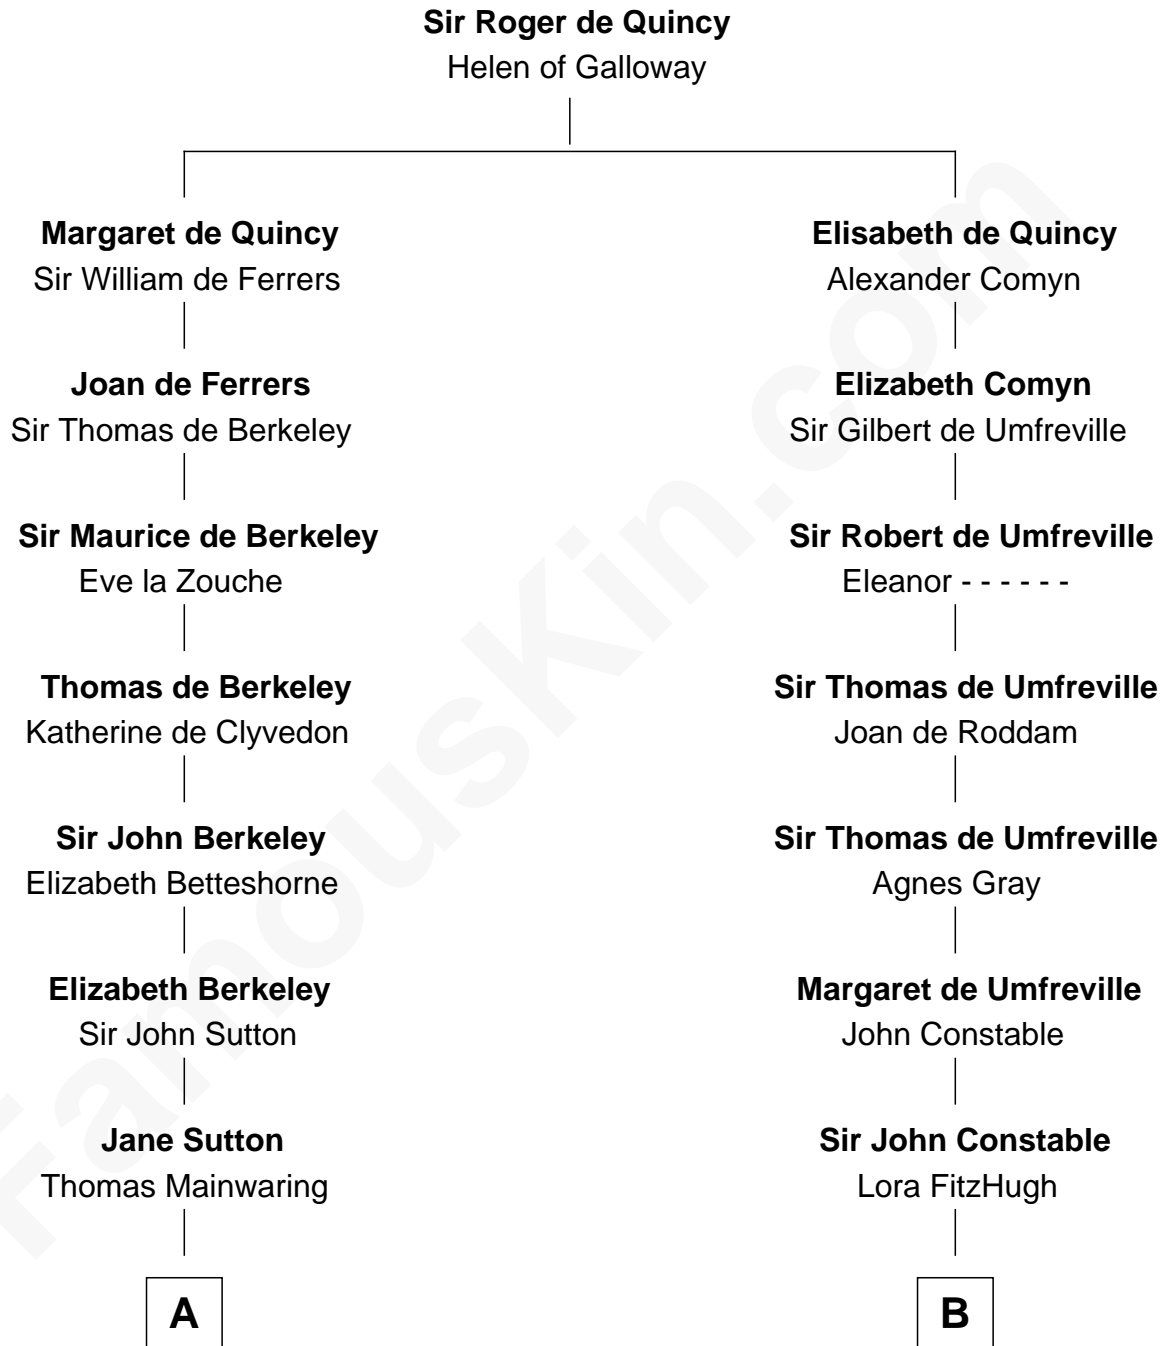 Sir Roger de Quincy
Helen of Galloway
Margaret de Quincy
Sir William de Ferrers
Elisabeth de Quincy
Alexander Comyn
Joan de Ferrers
Sir Thomas de Berkeley
Elizabeth Comyn
Sir Gilbert de Umfreville
Sir Maurice de Berkeley
Eve la Zouche
Sir Robert de Umfreville
Eleanor - - - - - -
Thomas de Berkeley
Katherine de Clyvedon
Sir Thomas de Umfreville
Joan de Roddam
Sir John Berkeley
Elizabeth Betteshorne
Sir Thomas de Umfreville
Agnes Gray
Elizabeth Berkeley
Sir John Sutton
Margaret de Umfreville
John Constable
Jane Sutton
Thomas Mainwaring
Sir John Constable
Lora FitzHugh
A
B
FamousKin.com